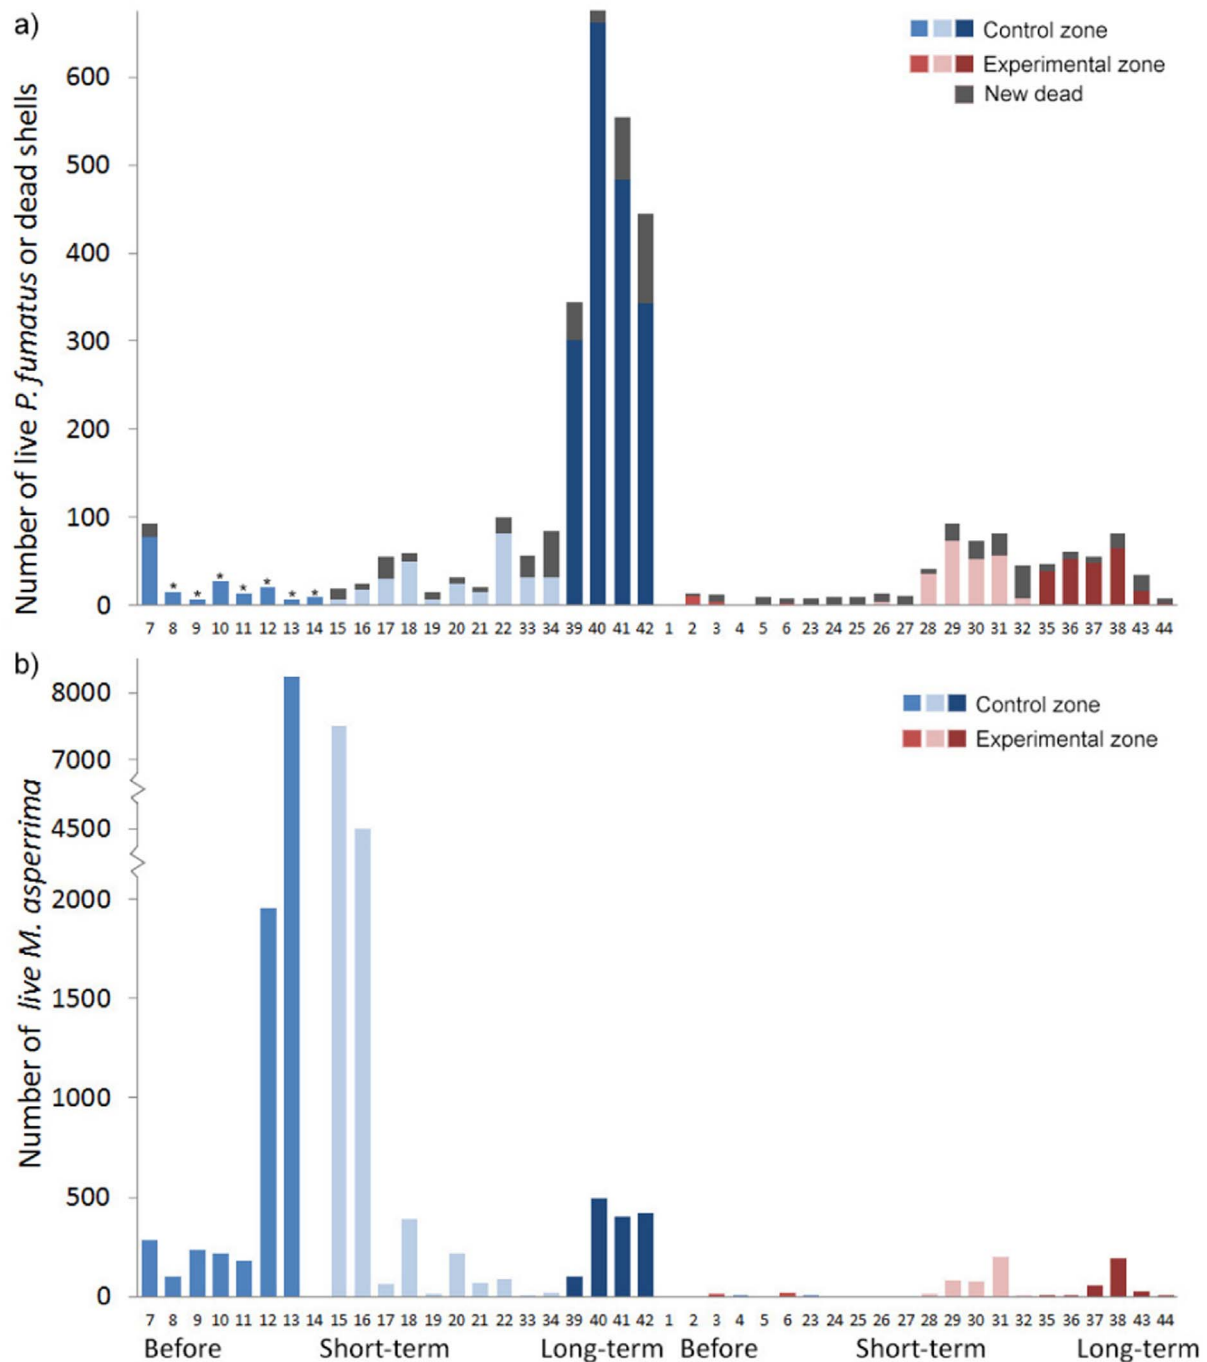 a)
Number of live P. fumatus or dead shells
Control zone
Experimental zone
New dead
600
500
400
300
200
100
0
* * * * * * *
7 8 9 10 11 12 13 14 15 16 17 18 19 20 21 22 33 34 39 40 41 42 1 2 3 4 5 6 23 24 25 26 27 28 29 30 31 32 35 36 37 38 43 44
b)
Number of live M. asperrima
Control zone
Experimental zone
8000
7000
4500
2000
1500
1000
500
0
7 8 9 10 11 12 13 14 15 16 17 18 19 20 21 22 33 34 39 40 41 42 1 2 3 4 5 6 23 24 25 26 27 28 29 30 31 32 35 36 37 38 43 44
Before Short-term Long-term Before Short-term Long-term